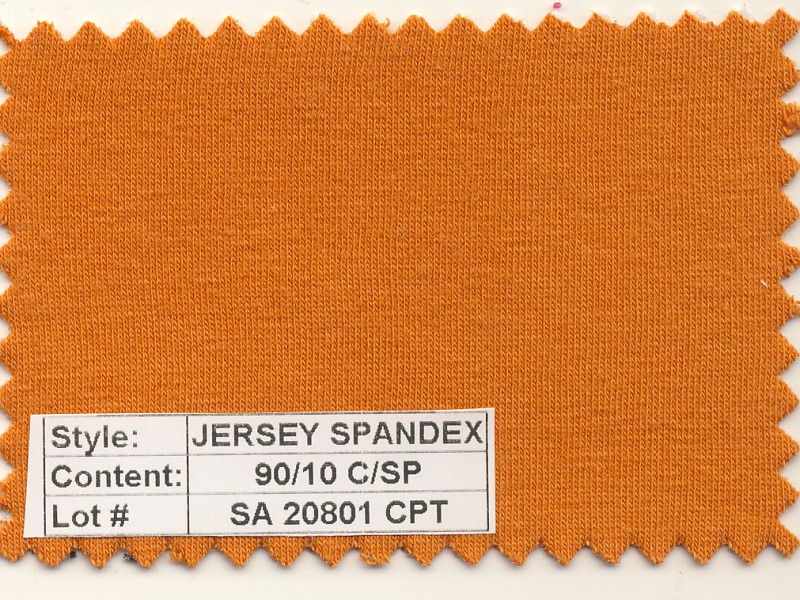 Style: JERSEY SPANDEX
Content: 90/10 C/SP
Lot # SA 20801 CPT